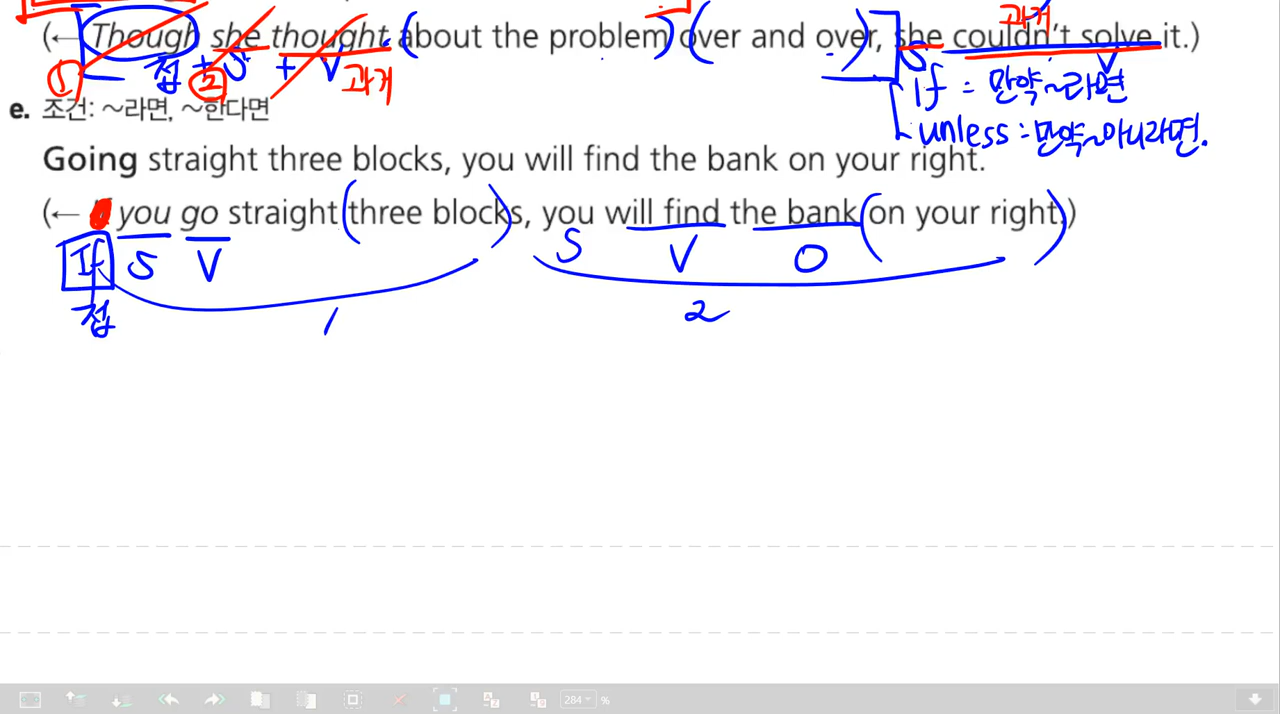 (← Though she thought about the problem over and over, she couldn't solve it.)
과거
① 접 + ② S + V 과거
S V
if = 만약~라면
unless = 만약~아니라면.
e. 조건: ~라면, ~한다면
Going straight three blocks, you will find the bank on your right.
(← you go straight three blocks, you will find the bank on your right.)
If S V S V O
접 1 2
284 %